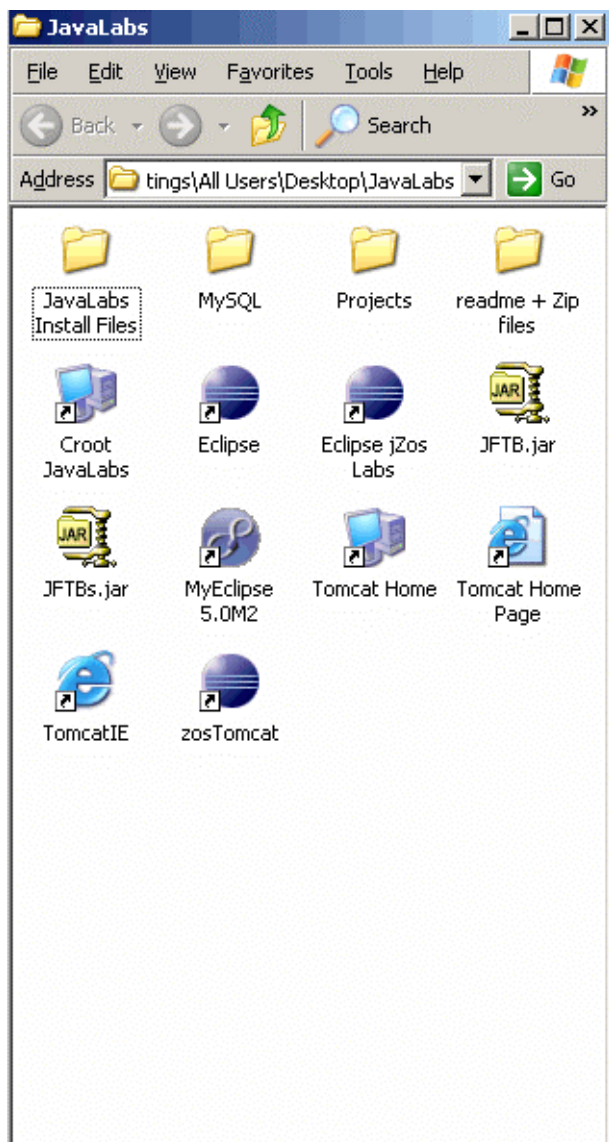 JavaLabs
File Edit View Favorites Tools Help
Back Search »
Address tings\All Users\Desktop\JavaLabs Go
JavaLabs MySQL Projects readme + Zip
Install Files files
JAR
Croot Eclipse Eclipse jZos JFTB.jar
JavaLabs Labs
JAR
JFTBs.jar MyEclipse Tomcat Home Tomcat Home
5.0M2 Page
TomcatIE zosTomcat